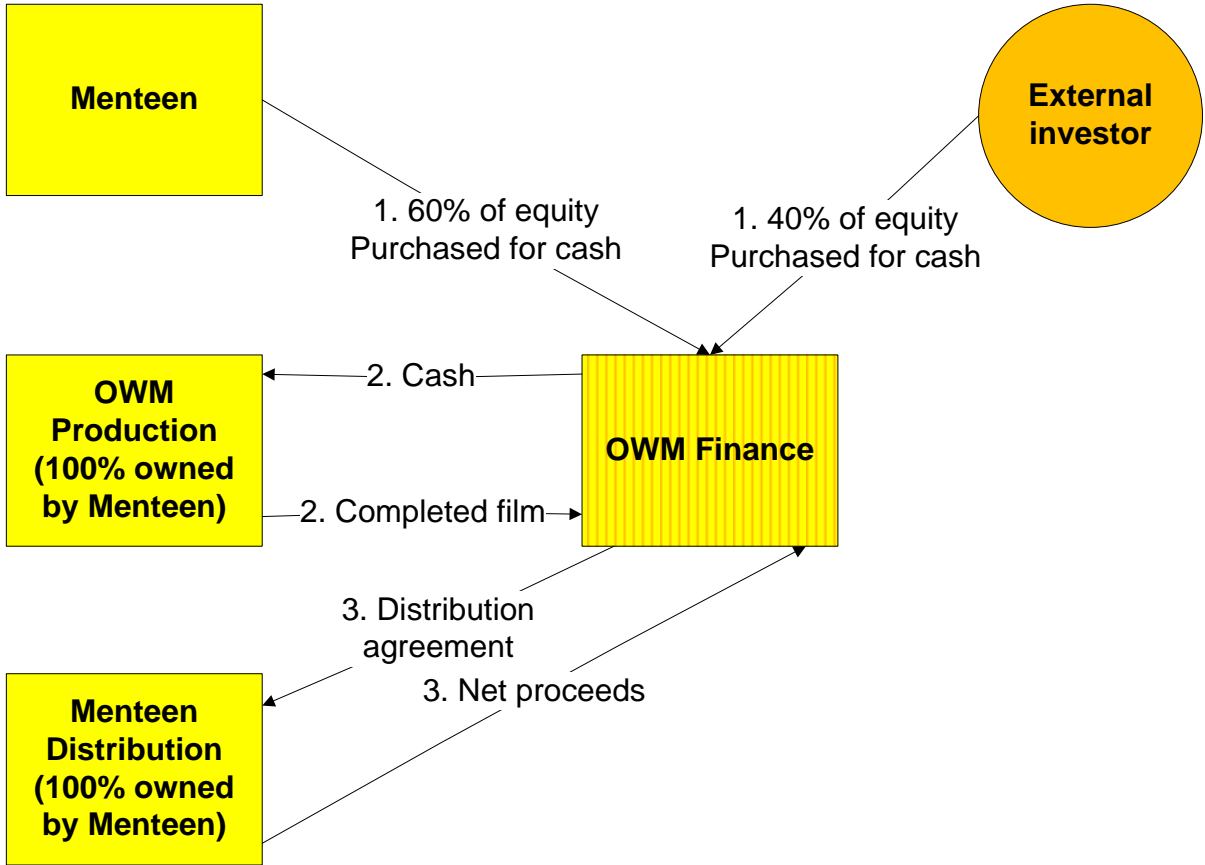 Menteen
External
investor
1. 60% of equity
Purchased for cash
1. 40% of equity
Purchased for cash
OWM
Production
(100% owned
by Menteen)
2. Cash
OWM Finance
2. Completed film
3. Distribution
agreement
3. Net proceeds
Menteen
Distribution
(100% owned
by Menteen)